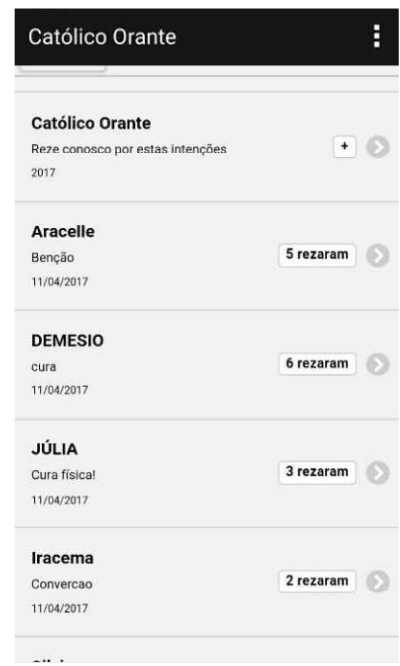 Católico Orante
Católico Orante
Reze conosco por estas intenções
+
2017
Aracelle
Benção
5 rezaram
11/04/2017
DEMESIO
cura
6 rezaram
11/04/2017
JÚLIA
Cura física!
3 rezaram
11/04/2017
Iracema
Convercao
2 rezaram
11/04/2017